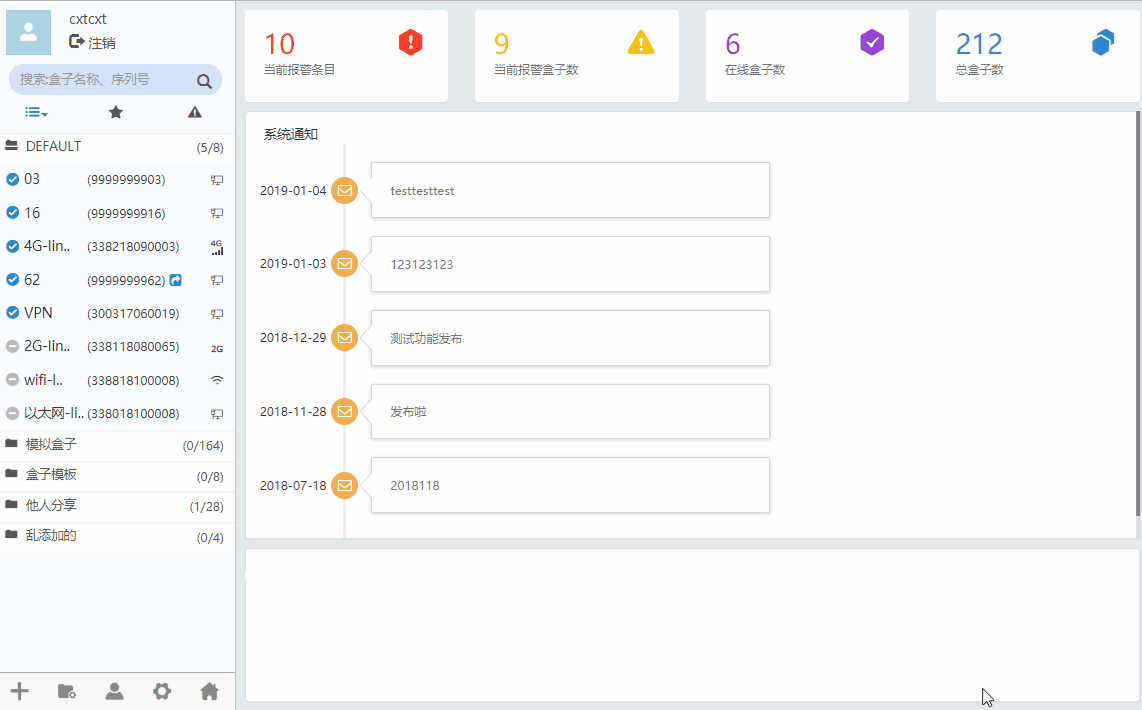 cxtcxt
注销
搜索:盒子名称、序列号
DEFAULT (5/8)
03 (9999999903)
16 (9999999916)
4G-lin.. (338218090003) 4G
62 (9999999962)
VPN (300317060019)
2G-lin.. (338118080065) 2G
wifi-l.. (338818100008)
以太网-li.. (338018100008)
模拟盒子 (0/164)
盒子模板 (0/8)
他人分享 (1/28)
乱添加的 (0/4)
10
当前报警条目
9
当前报警盒子数
6
在线盒子数
212
总盒子数
系统通知
2019-01-04 testtesttest
2019-01-03 123123123
2018-12-29 测试功能发布
2018-11-28 发布啦
2018-07-18 2018118